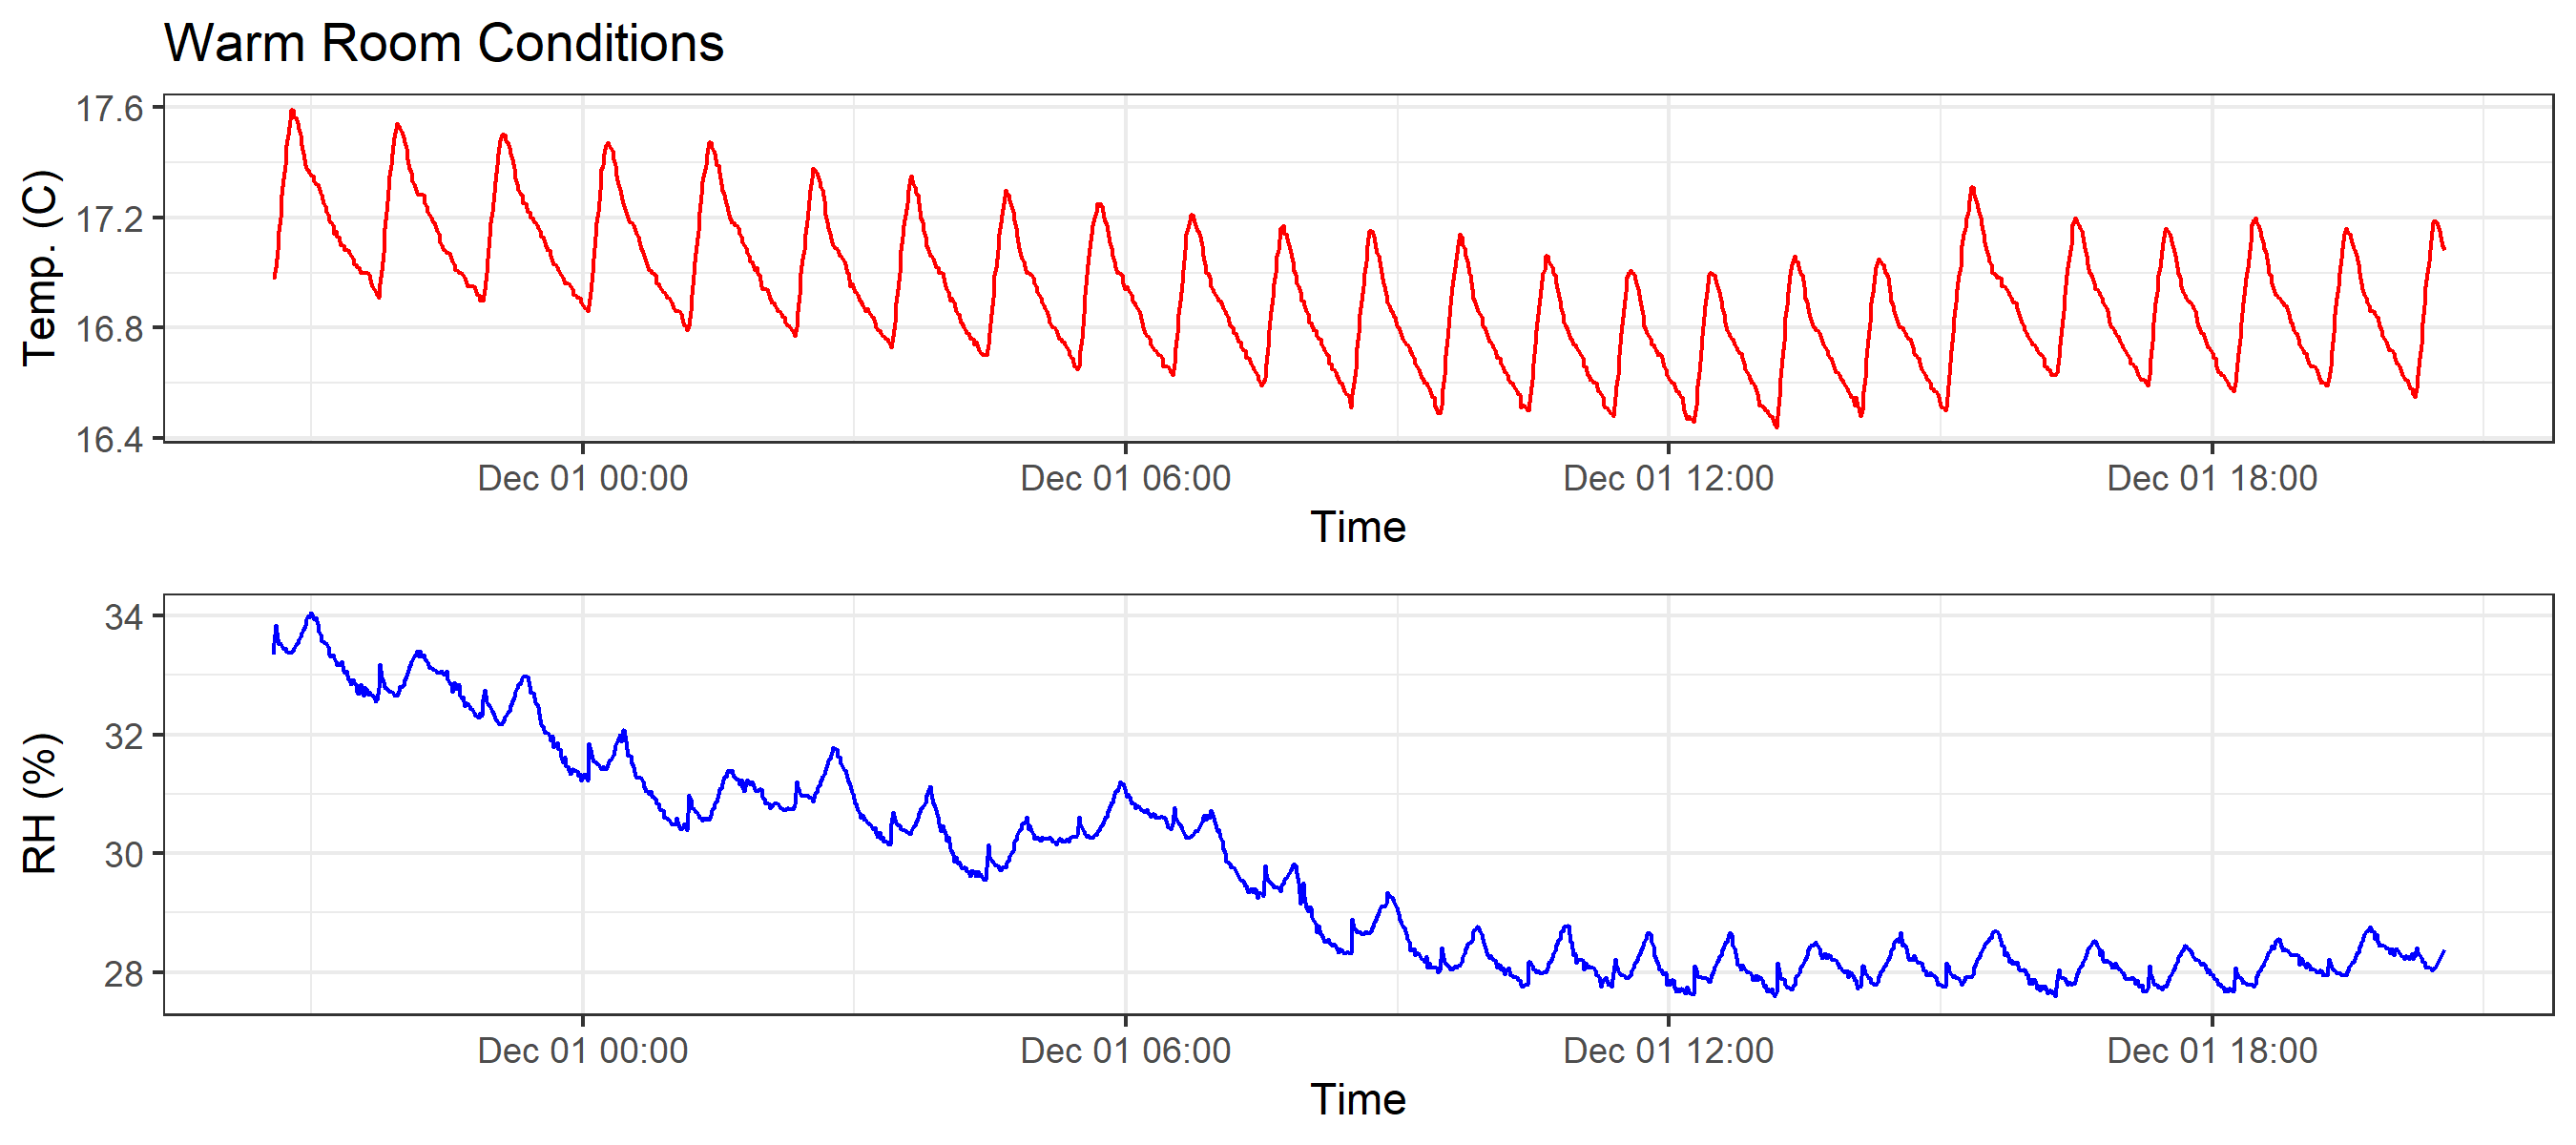 Warm Room Conditions
Temp. (C)
17.6
17.2
16.8
16.4
Dec 01 00:00 Dec 01 06:00 Dec 01 12:00 Dec 01 18:00
Time
RH (%)
34
32
30
28
Dec 01 00:00 Dec 01 06:00 Dec 01 12:00 Dec 01 18:00
Time